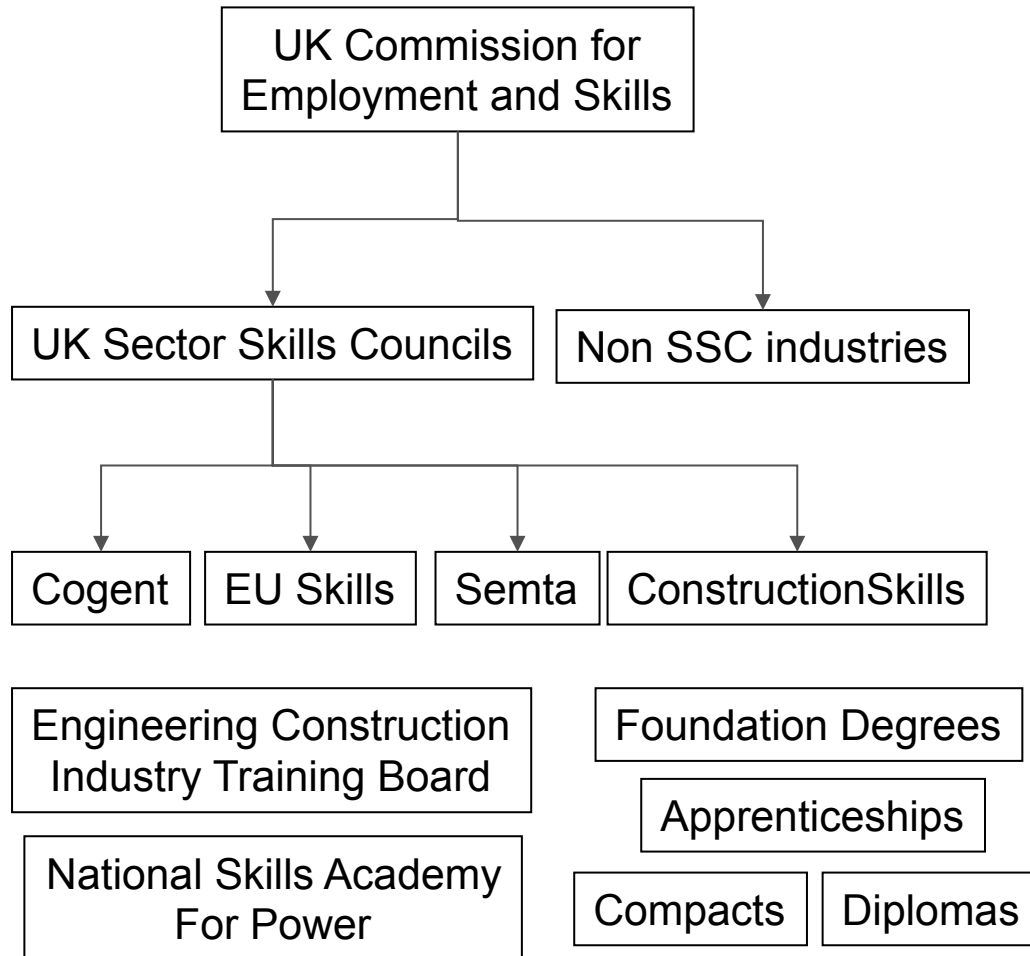 UK Commission for
Employment and Skills
UK Sector Skills Councils
Non SSC industries
Cogent
EU Skills
Semta
ConstructionSkills
Engineering Construction
Industry Training Board
Foundation Degrees
Apprenticeships
National Skills Academy
For Power
Compacts
Diplomas